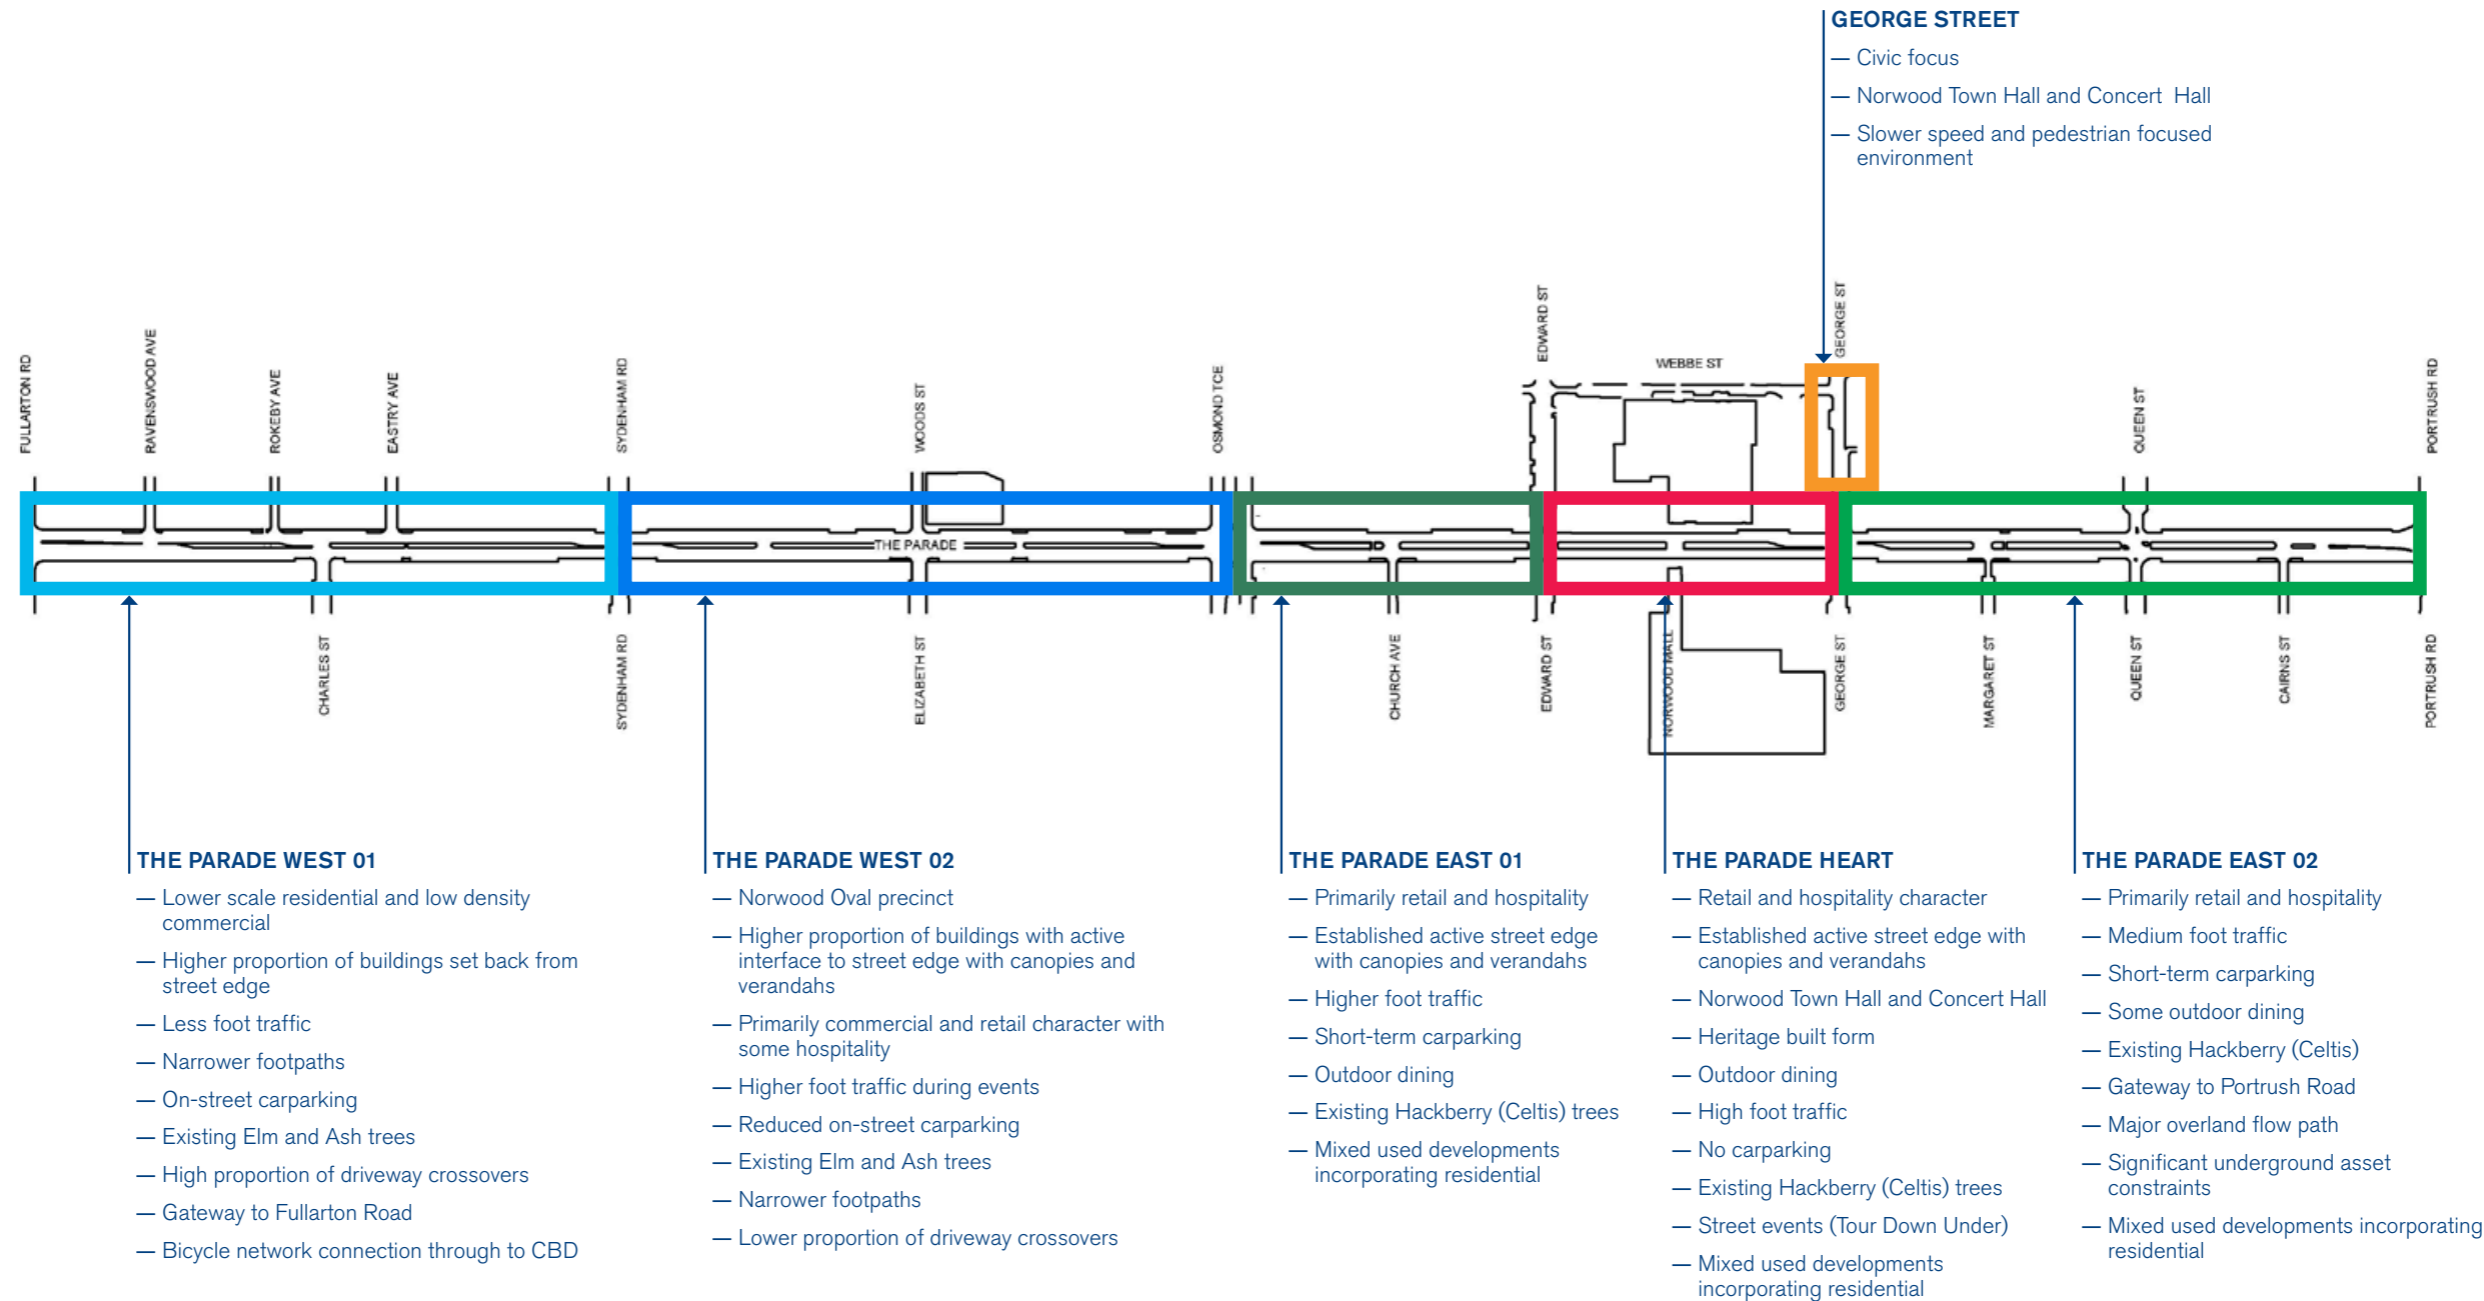 GEORGE STREET
— Civic focus
— Norwood Town Hall and Concert Hall
— Slower speed and pedestrian focused
environment
FULLARTON RD
RAVENSWOOD AVE
ROKEBY AVE
EASTRY AVE
SYDENHAM RD
WOODS ST
OSMOND TCE
EDWARD ST
WEBBE ST
GEORGE ST
QUEEN ST
PORTRUSH RD
THE PARADE
CHARLES ST
SYDENHAM RD
ELIZABETH ST
CHURCH AVE
EDWARD ST
NORWOOD MALL
GEORGE ST
MARGARET ST
QUEEN ST
CAIRNS ST
PORTRUSH RD
THE PARADE WEST 01
— Lower scale residential and low density
commercial
— Higher proportion of buildings set back from
street edge
— Less foot traffic
— Narrower footpaths
— On-street carparking
— Existing Elm and Ash trees
— High proportion of driveway crossovers
— Gateway to Fullarton Road
— Bicycle network connection through to CBD
THE PARADE WEST 02
— Norwood Oval precinct
— Higher proportion of buildings with active
interface to street edge with canopies and
verandahs
— Primarily commercial and retail character with
some hospitality
— Higher foot traffic during events
— Reduced on-street carparking
— Existing Elm and Ash trees
— Narrower footpaths
— Lower proportion of driveway crossovers
THE PARADE EAST 01
— Primarily retail and hospitality
— Established active street edge
with canopies and verandahs
— Higher foot traffic
— Short-term carparking
— Outdoor dining
— Existing Hackberry (Celtis) trees
— Mixed used developments
incorporating residential
THE PARADE HEART
— Retail and hospitality character
— Established active street edge with
canopies and verandahs
— Norwood Town Hall and Concert Hall
— Heritage built form
— Outdoor dining
— High foot traffic
— No carparking
— Existing Hackberry (Celtis) trees
— Street events (Tour Down Under)
— Mixed used developments
incorporating residential
THE PARADE EAST 02
— Primarily retail and hospitality
— Medium foot traffic
— Short-term carparking
— Some outdoor dining
— Existing Hackberry (Celtis)
— Gateway to Portrush Road
— Major overland flow path
— Significant underground asset
constraints
— Mixed used developments incorporating
residential